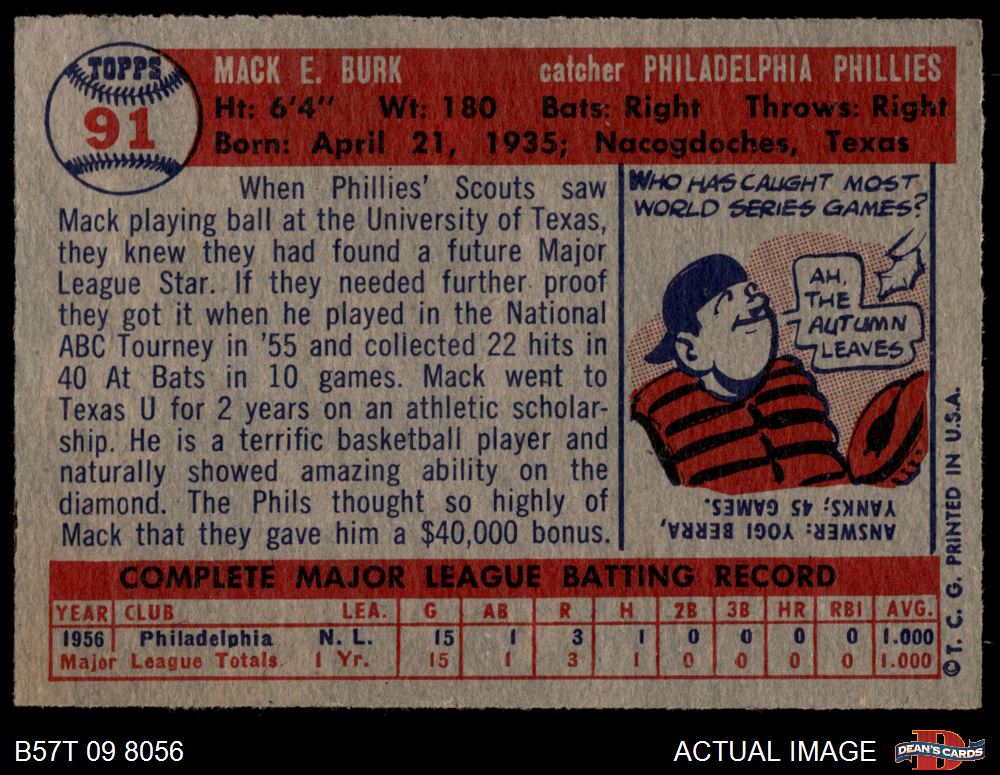 TOPPS
91
MACK E. BURK catcher PHILADELPHIA PHILLIES
Ht: 6'4" Wt: 180 Bats: Right Throws: Right
Born: April 21, 1935; Nacogdoches, Texas
When Phillies' Scouts saw
Mack playing ball at the University of Texas,
they knew they had found a future Major
League Star. If they needed further proof
they got it when he played in the National
ABC Tourney in '55 and collected 22 hits in
40 At Bats in 10 games. Mack went to
Texas U for 2 years on an athletic scholar-
ship. He is a terrific basketball player and
naturally showed amazing ability on the
diamond. The Phils thought so highly of
Mack that they gave him a $40,000 bonus.
WHO HAS CAUGHT MOST
WORLD SERIES GAMES?
AH,
THE
AUTUMN
LEAVES
ANSWER: YOGI BERRA,
YANKS; 45 GAMES.
COMPLETE MAJOR LEAGUE BATTING RECORD
YEAR CLUB LEA. G AB R H 2B 3B HR RBI AVG.
1956 Philadelphia N. L. 15 1 3 1 0 0 0 0 1.000
Major League Totals 1 Yr. 15 1 3 1 0 0 0 0 1.000
©T. C. G. PRINTED IN U.S.A.
B57T 09 8056 ACTUAL IMAGE
D
DEAN'S CARDS